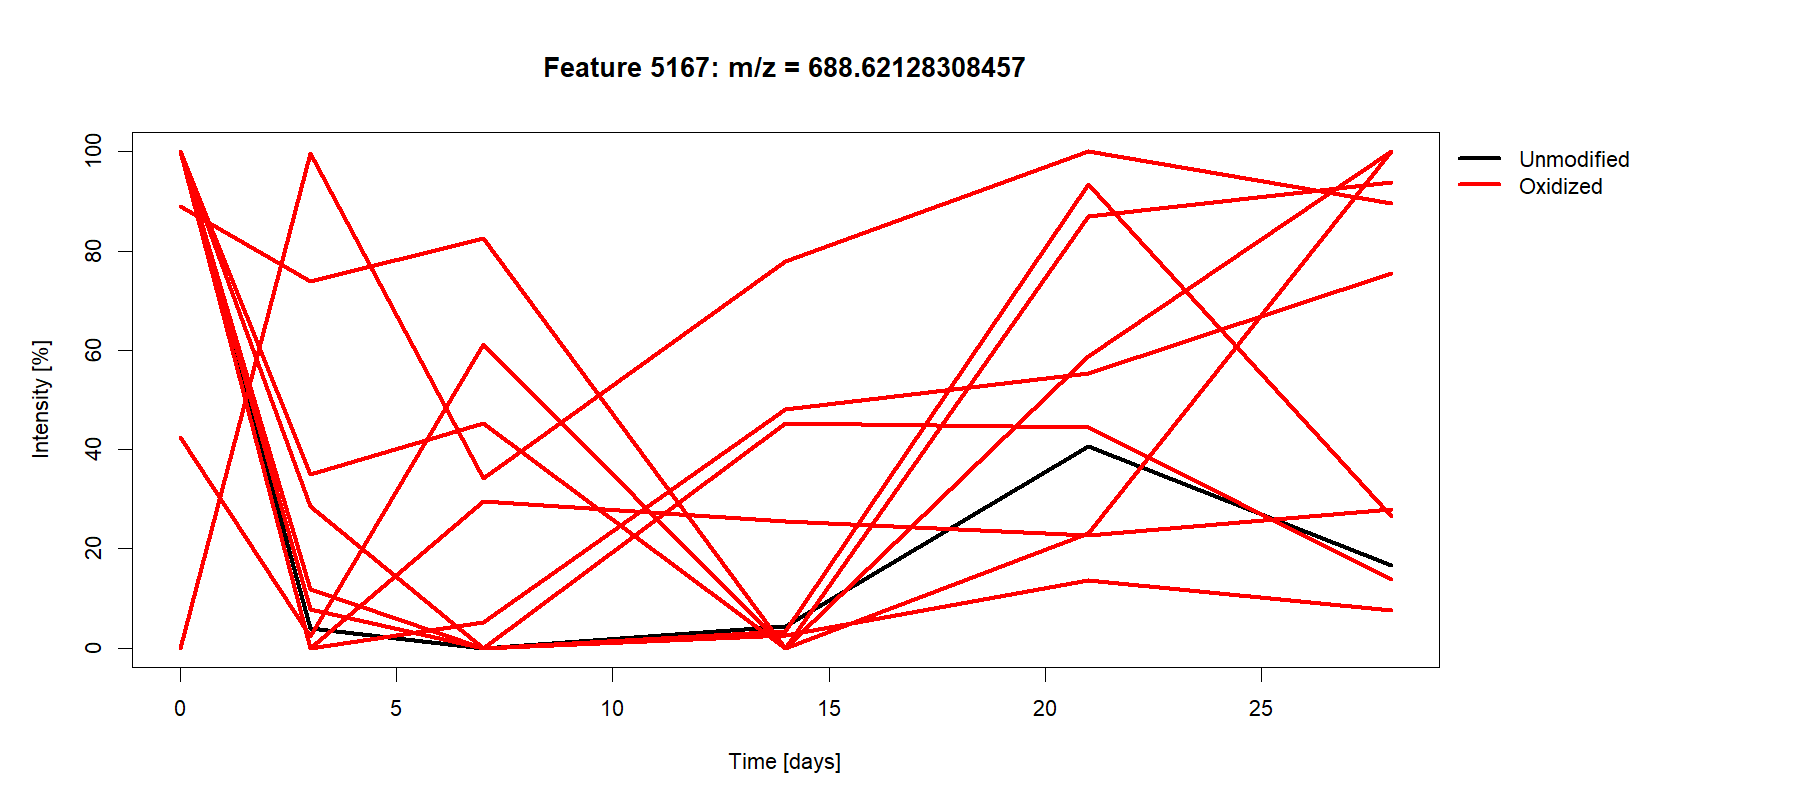 Feature 5167: m/z = 688.62128308457
Unmodified
Oxidized
Intensity [%]
100
80
60
40
20
0
0 5 10 15 20 25
Time [days]